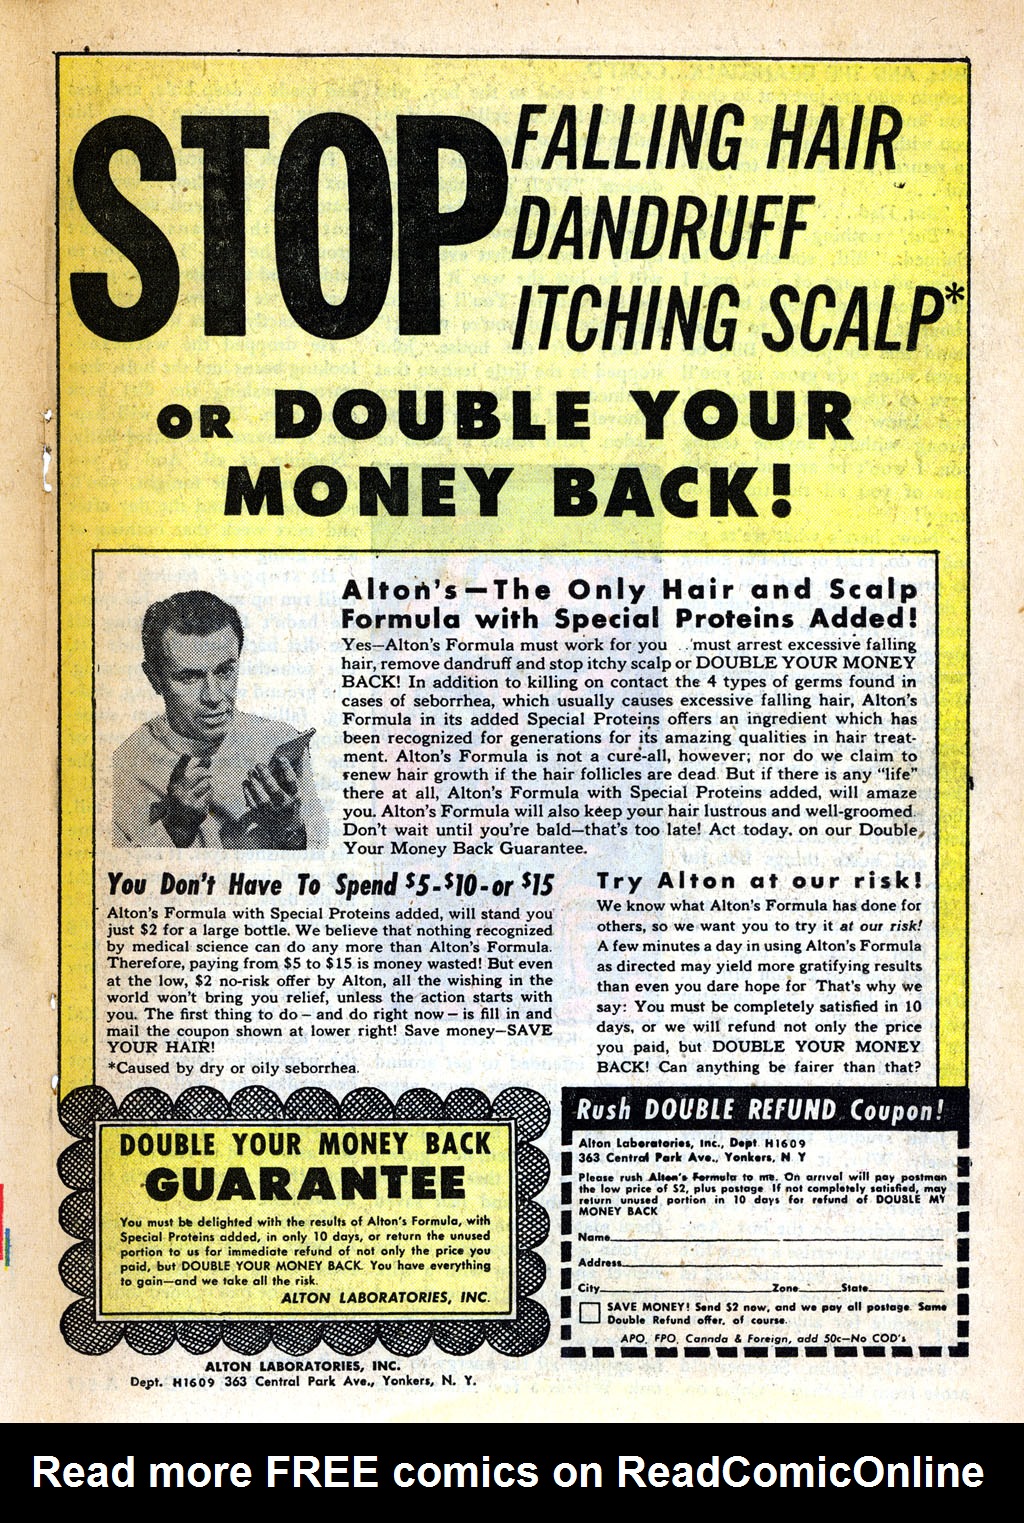 STOP
FALLING HAIR
DANDRUFF
ITCHING SCALP*
OR DOUBLE YOUR
MONEY BACK!
Alton's—The Only Hair and Scalp
Formula with Special Proteins Added!
Yes—Alton's Formula must work for you . . must arrest excessive falling
hair, remove dandruff and stop itchy scalp or DOUBLE YOUR MONEY
BACK! In addition to killing on contact the 4 types of germs found in
cases of seborrhea, which usually causes excessive falling hair, Alton's
Formula in its added Special Proteins offers an ingredient which has
been recognized for generations for its amazing qualities in hair treat-
ment. Alton's Formula is not a cure-all, however; nor do we claim to
renew hair growth if the hair follicles are dead But if there is any "life"
there at all, Alton's Formula with Special Proteins added, will amaze
you. Alton's Formula will also keep your hair lustrous and well-groomed
Don't wait until you're bald—that's too late! Act today. on our Double
Your Money Back Guarantee.
You Don't Have To Spend $5-$10-or $15
Alton's Formula with Special Proteins added, will stand you
just $2 for a large bottle. We believe that nothing recognized
by medical science can do any more than Alton's Formula.
Therefore, paying from $5 to $15 is money wasted! But even
at the low, $2 no-risk offer by Alton, all the wishing in the
world won't bring you relief, unless the action starts with
you. The first thing to do – and do right now – is fill in and
mail the coupon shown at lower right! Save money—SAVE
YOUR HAIR!
*Caused by dry or oily seborrhea.
Try Alton at our risk!
We know what Alton's Formula has done for
others, so we want you to try it at our risk!
A few minutes a day in using Alton's Formula
as directed may yield more gratifying results
than even you dare hope for That's why we
say: You must be completely satisfied in 10
days, or we will refund not only the price
you paid, but DOUBLE YOUR MONEY
BACK! Can anything be fairer than that?
DOUBLE YOUR MONEY BACK
GUARANTEE
You must be delighted with the results of Alton's Formula, with
Special Proteins added, in only 10 days, or return the unused
portion to us for immediate refund of not only the price you
paid, but DOUBLE YOUR MONEY BACK. You have everything
to gain—and we take all the risk.
ALTON LABORATORIES, INC.
ALTON LABORATORIES, INC.
Dept. H1609 363 Central Park Ave., Yonkers, N. Y.
Rush DOUBLE REFUND Coupon!
Alton Laboratories, Inc., Dept H1609
363 Central Park Ave., Yonkers, N Y
Please rush Alton's Formula to me. On arrival will pay postman
the low price of $2, plus postage If not completely satisfied, may
return unused portion in 10 days for refund of DOUBLE MY
MONEY BACK
Name
Address
City Zone State
SAVE MONEY! Send $2 now, and we pay all postage Same
Double Refund offer, of course.
APO, FPO, Canada & Foreign, add 50c—No COD's
Read more FREE comics on ReadComicOnline